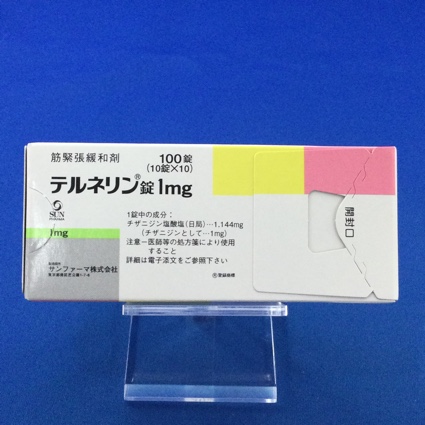 筋緊張緩和剤
100錠
(10錠×10)
テルネリン®錠1mg
SUN
1mg
1錠中の成分：
チザニジン塩酸塩(日局)…1.144mg
(チザニジンとして…1mg)
注意－医師等の処方箋により使用
すること
詳細は電子添文をご参照下さい
サンファーマ株式会社
開封口